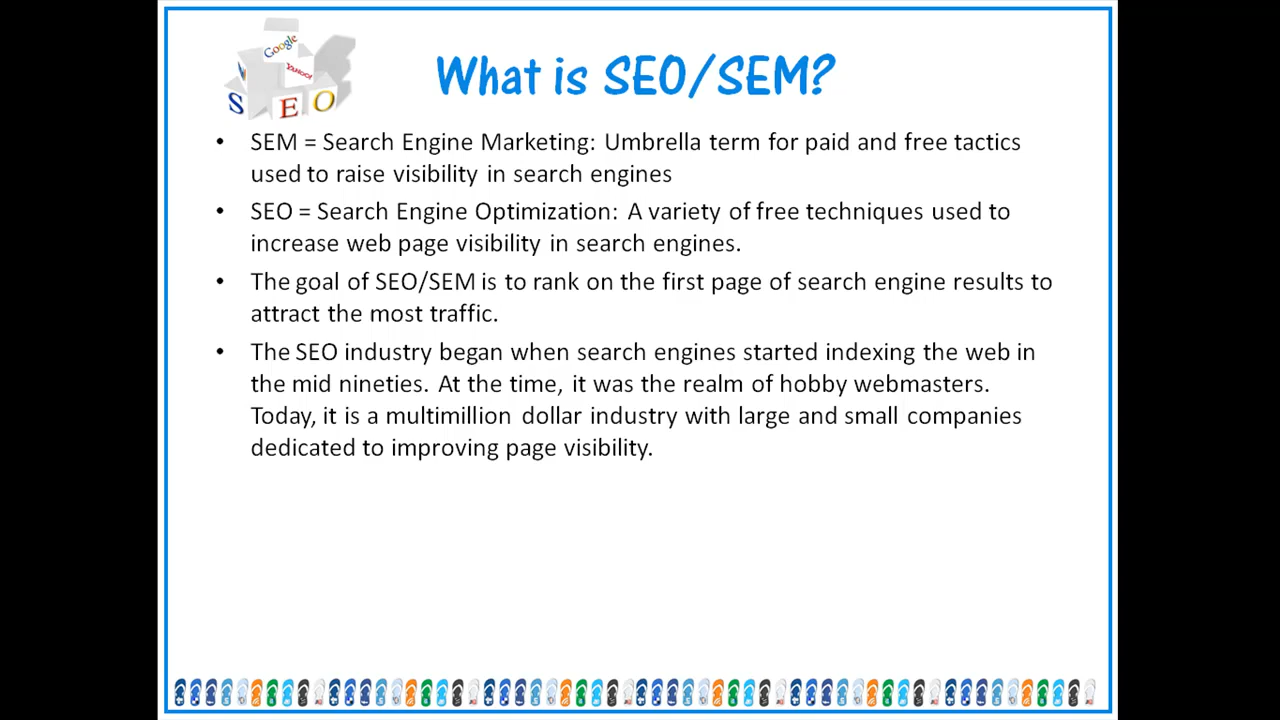 Google
YAHOO!
S E O
What is SEO/SEM?
• SEM = Search Engine Marketing: Umbrella term for paid and free tactics
used to raise visibility in search engines
• SEO = Search Engine Optimization: A variety of free techniques used to
increase web page visibility in search engines.
• The goal of SEO/SEM is to rank on the first page of search engine results to
attract the most traffic.
• The SEO industry began when search engines started indexing the web in
the mid nineties. At the time, it was the realm of hobby webmasters.
Today, it is a multimillion dollar industry with large and small companies
dedicated to improving page visibility.